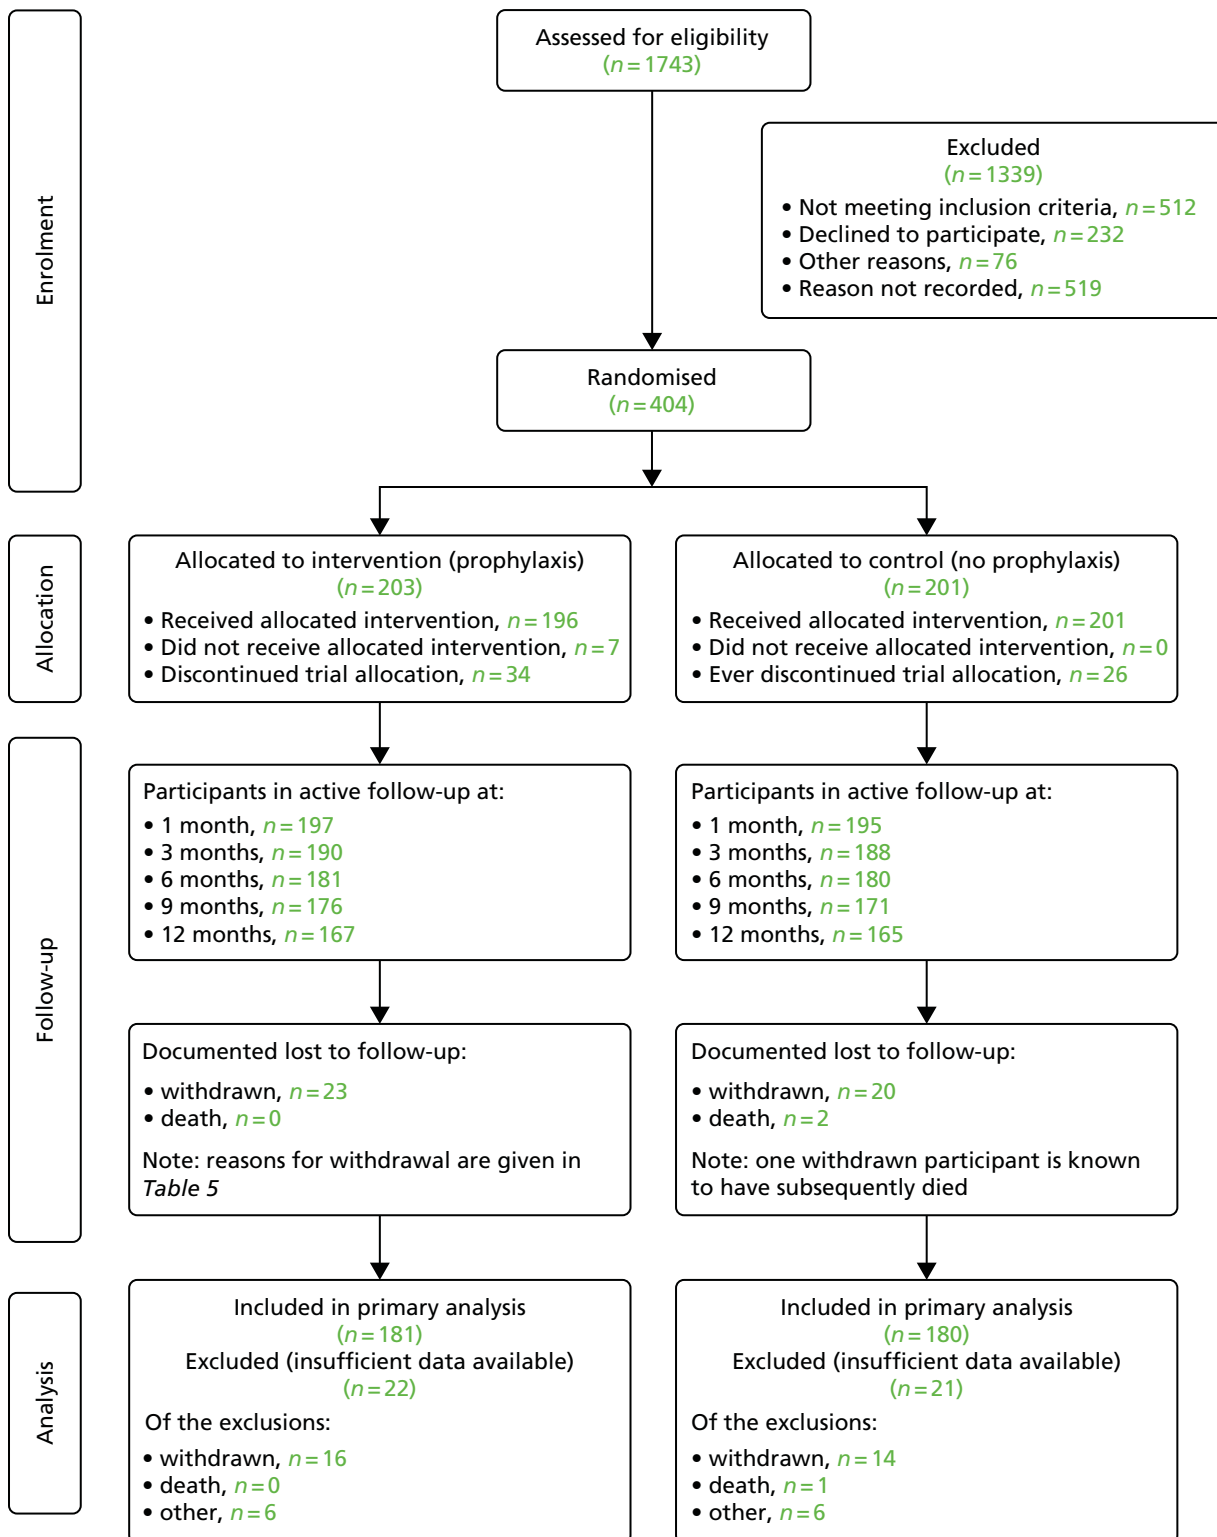 Enrolment
Assessed for eligibility
(n=1743)
Excluded
(n=1339)
• Not meeting inclusion criteria, n=512
• Declined to participate, n=232
• Other reasons, n=76
• Reason not recorded, n=519
Randomised
(n=404)
Allocation
Allocated to intervention (prophylaxis)
(n=203)
• Received allocated intervention, n=196
• Did not receive allocated intervention, n=7
• Discontinued trial allocation, n=34
Allocated to control (no prophylaxis)
(n=201)
• Received allocated intervention, n=201
• Did not receive allocated intervention, n=0
• Ever discontinued trial allocation, n=26
Follow-up
Participants in active follow-up at:
• 1 month, n=197
• 3 months, n=190
• 6 months, n=181
• 9 months, n=176
• 12 months, n=167
Participants in active follow-up at:
• 1 month, n=195
• 3 months, n=188
• 6 months, n=180
• 9 months, n=171
• 12 months, n=165
Documented lost to follow-up:
• withdrawn, n=23
• death, n=0
Note: reasons for withdrawal are given in
Table 5
Documented lost to follow-up:
• withdrawn, n=20
• death, n=2
Note: one withdrawn participant is known
to have subsequently died
Analysis
Included in primary analysis
(n=181)
Excluded (insufficient data available)
(n=22)
Of the exclusions:
• withdrawn, n=16
• death, n=0
• other, n=6
Included in primary analysis
(n=180)
Excluded (insufficient data available)
(n=21)
Of the exclusions:
• withdrawn, n=14
• death, n=1
• other, n=6